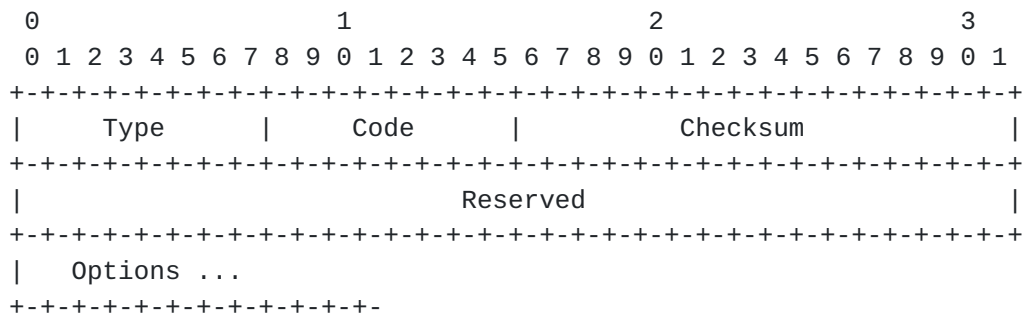 0                   1                   2                   3
 0 1 2 3 4 5 6 7 8 9 0 1 2 3 4 5 6 7 8 9 0 1 2 3 4 5 6 7 8 9 0 1
+-+-+-+-+-+-+-+-+-+-+-+-+-+-+-+-+-+-+-+-+-+-+-+-+-+-+-+-+-+-+-+-+
|     Type      |     Code      |          Checksum             |
+-+-+-+-+-+-+-+-+-+-+-+-+-+-+-+-+-+-+-+-+-+-+-+-+-+-+-+-+-+-+-+-+
|                            Reserved                           |
+-+-+-+-+-+-+-+-+-+-+-+-+-+-+-+-+-+-+-+-+-+-+-+-+-+-+-+-+-+-+-+-+
|   Options ...
+-+-+-+-+-+-+-+-+-+-+-+-